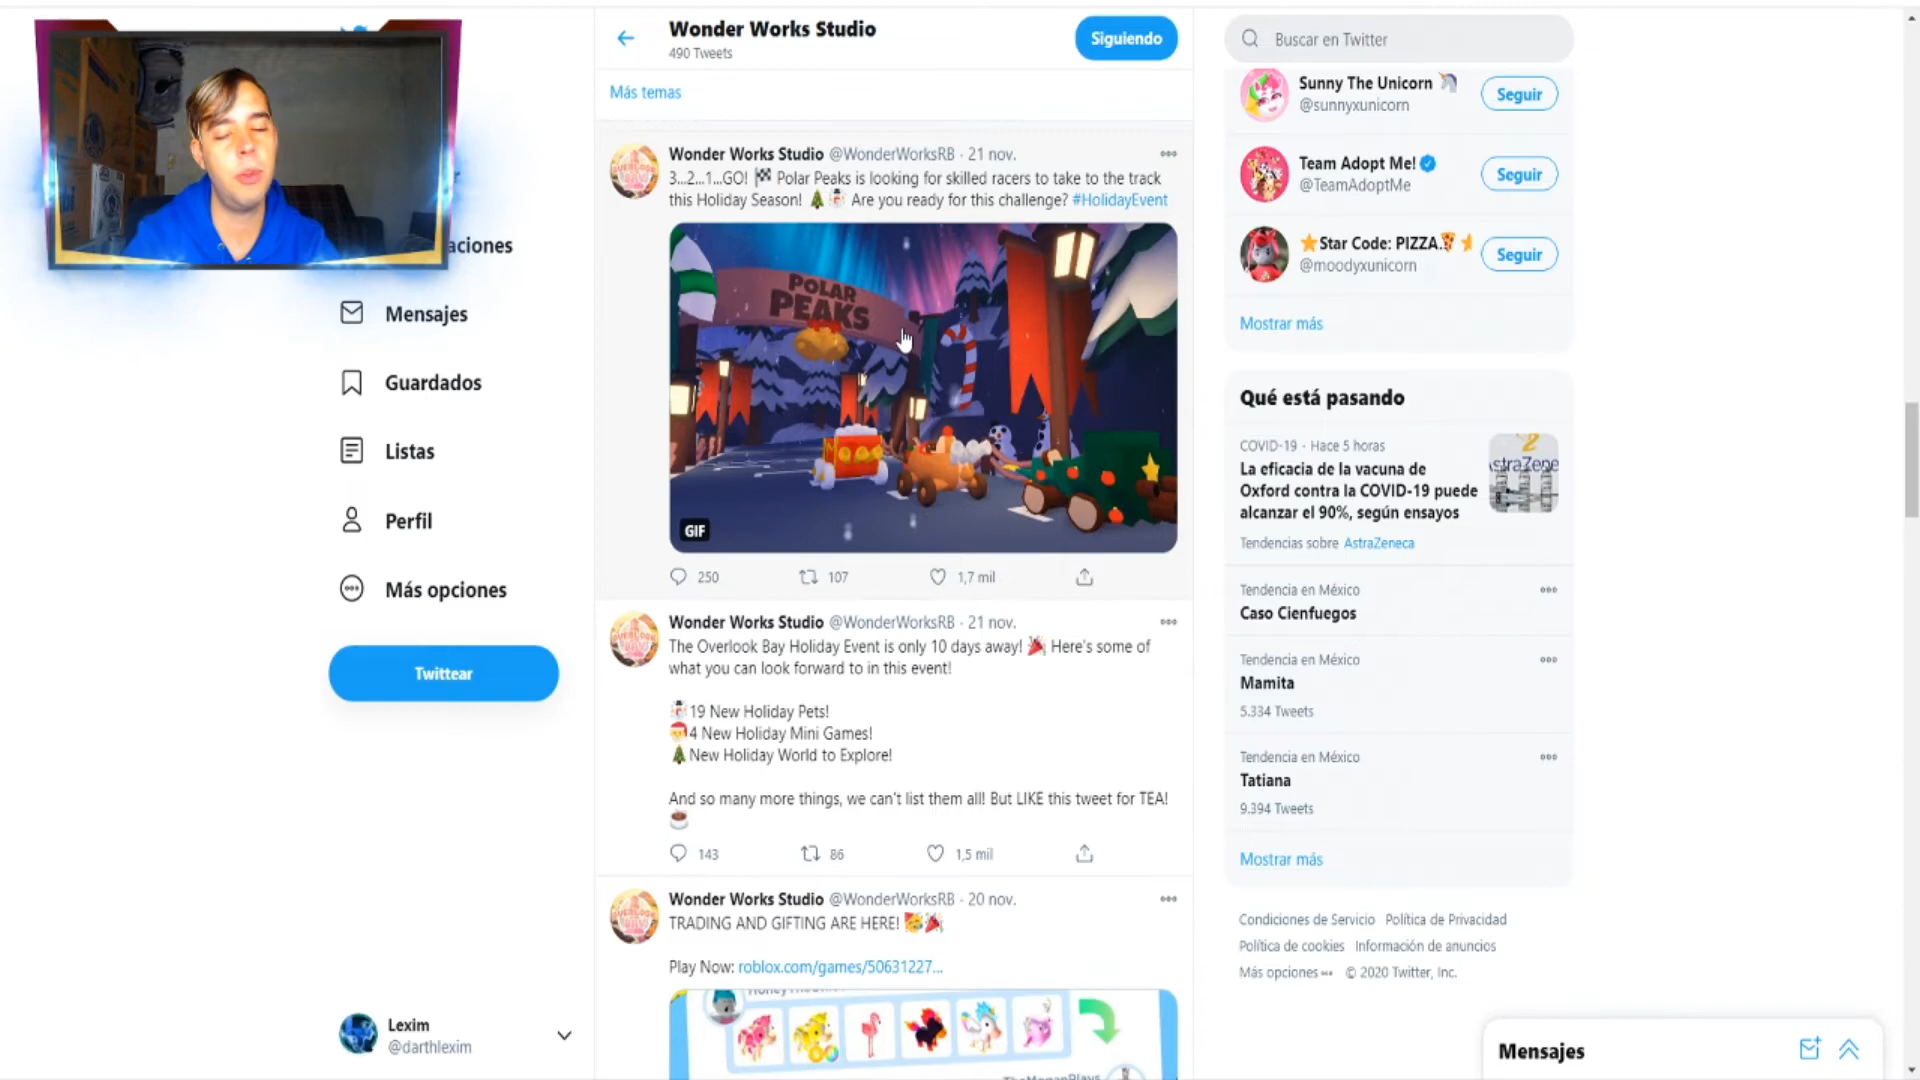 Wonder Works Studio
490 Tweets
Siguiendo
Más temas
Wonder Works Studio @WonderWorksRB · 21 nov.
3...2...1...GO! 🏁 Polar Peaks is looking for skilled racers to take to the track
this Holiday Season! 🎄⛄ Are you ready for this challenge? #HolidayEvent
POLAR
PEAKS
GIF
250
107
1,7 mil
Wonder Works Studio @WonderWorksRB · 21 nov.
The Overlook Bay Holiday Event is only 10 days away! 🎉 Here's some of
what you can look forward to in this event!
⛄19 New Holiday Pets!
🎅4 New Holiday Mini Games!
🎄New Holiday World to Explore!
And so many more things, we can't list them all! But LIKE this tweet for TEA!
☕
143
86
1,5 mil
Wonder Works Studio @WonderWorksRB · 20 nov.
TRADING AND GIFTING ARE HERE! 🥳🎉
Play Now: roblox.com/games/50631227...
aciones
Mensajes
Guardados
Listas
Perfil
Más opciones
Twittear
Lexim
@darthlexim
Buscar en Twitter
Sunny The Unicorn 🦄
@sunnyxunicorn
Seguir
Team Adopt Me!
@TeamAdoptMe
Seguir
⭐Star Code: PIZZA🍕⭐
@moodyxunicorn
Seguir
Mostrar más
Qué está pasando
COVID-19 · Hace 5 horas
La eficacia de la vacuna de
Oxford contra la COVID-19 puede
alcanzar el 90%, según ensayos
Tendencias sobre AstraZeneca
Tendencia en México
Caso Cienfuegos
Tendencia en México
Mamita
5.334 Tweets
Tendencia en México
Tatiana
9.394 Tweets
Mostrar más
Condiciones de Servicio Política de Privacidad
Política de cookies Información de anuncios
Más opciones © 2020 Twitter, Inc.
Mensajes